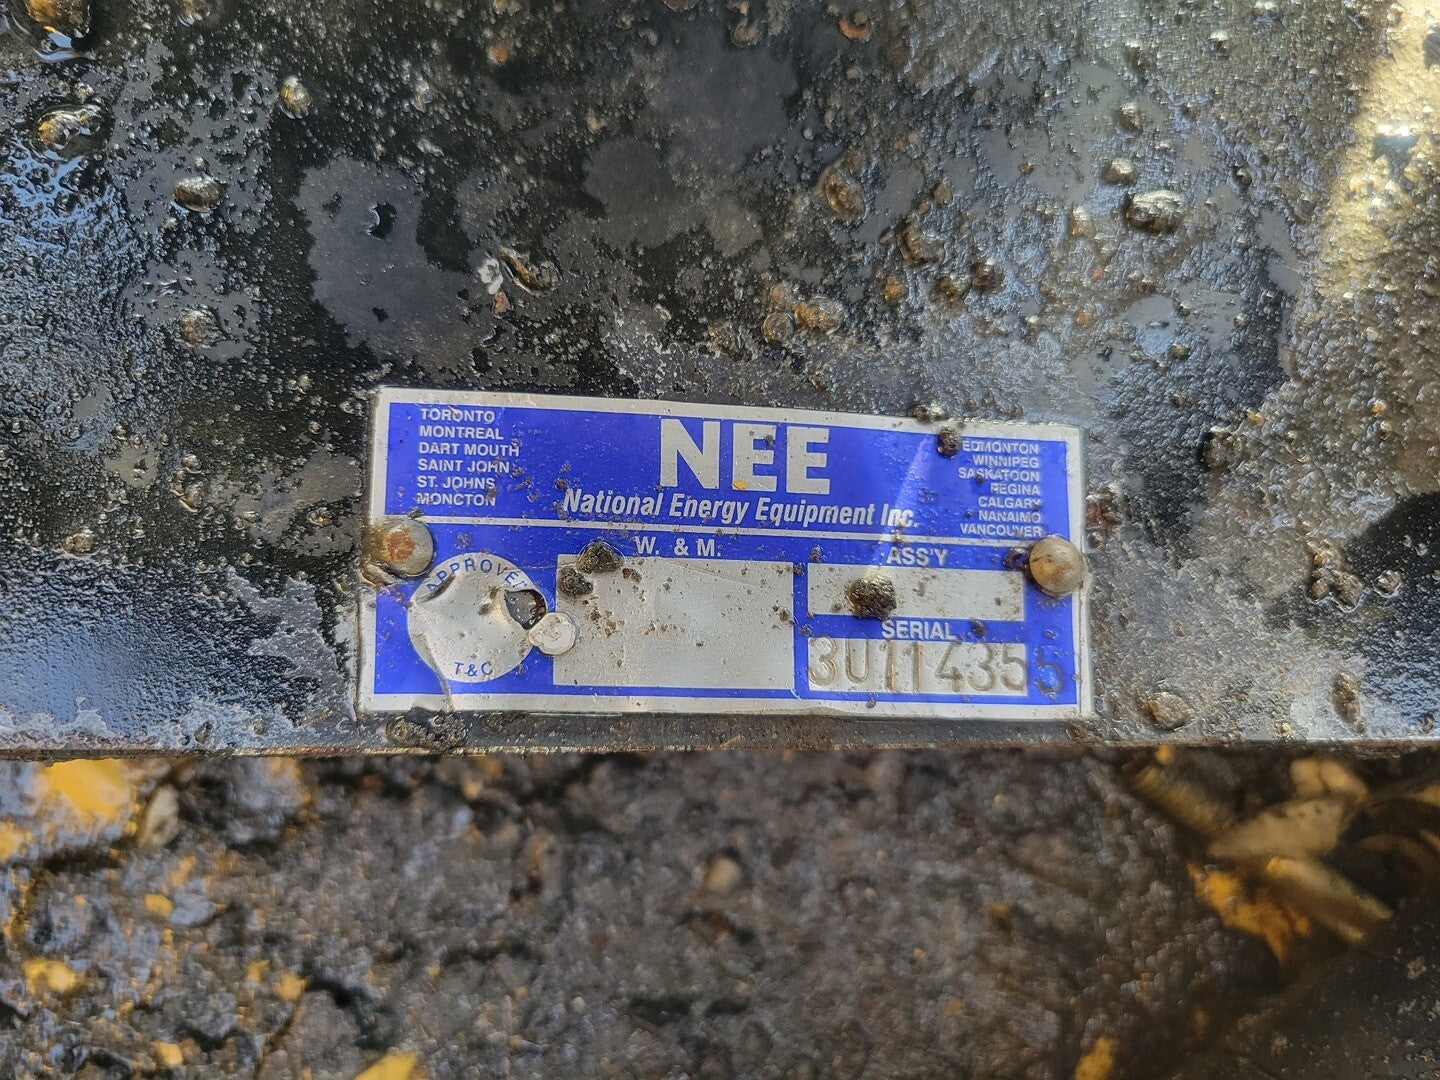 TORONTO
MONTREAL
DART MOUTH
SAINT JOHN
ST. JOHNS
MONCTON
NEE
National Energy Equipment Inc.
EDMONTON
WINNIPEG
SASKATOON
REGINA
CALGARY
NANAIMO
VANCOUVER
APPROVED
T & C
W. & M.
ASS'Y
SERIAL
3U114355